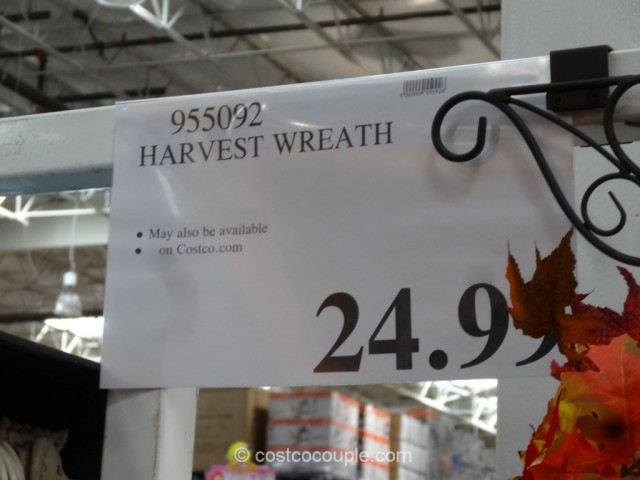 955092
HARVEST WREATH
• May also be available
• on Costco.com
24.99
© costcocouple.com